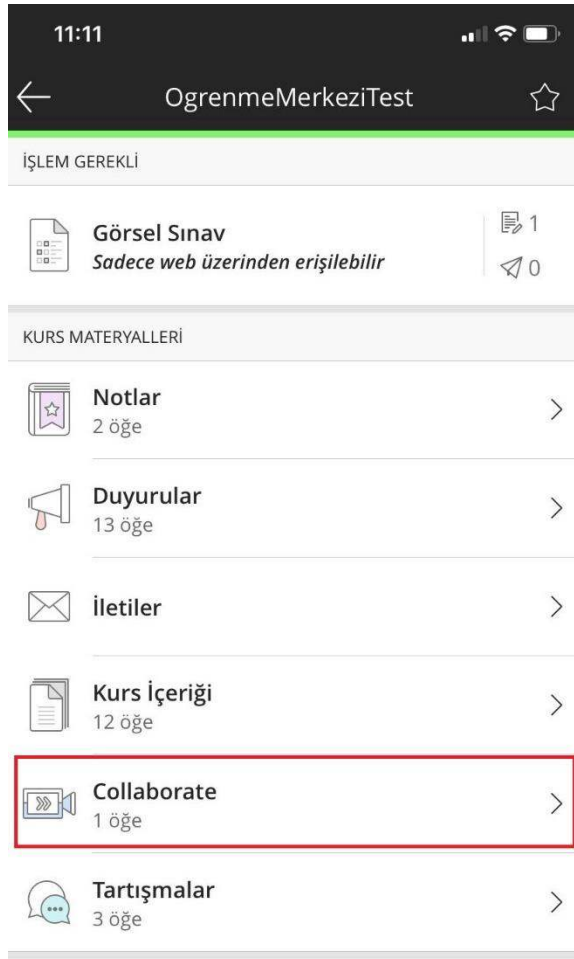 11:11
OgrenmeMerkeziTest
İŞLEM GEREKLİ
Görsel Sınav
1
Sadece web üzerinden erişilebilir
0
KURS MATERYALLERİ
Notlar
2 öğe
Duyurular
13 öğe
İletiler
Kurs İçeriği
12 öğe
Collaborate
1 öğe
Tartışmalar
3 öğe